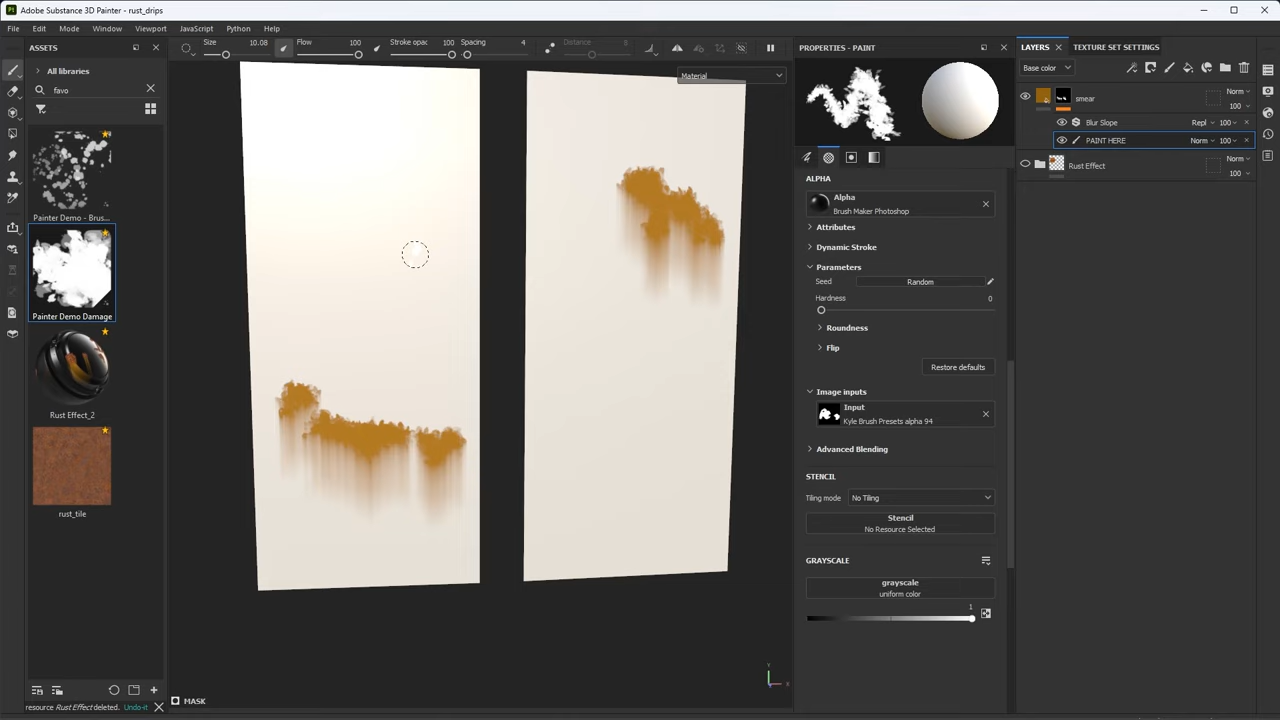 Adobe Substance 3D Painter - rust_drips
File Edit Mode Window Viewport JavaScript Python Help
ASSETS
All libraries
favo
Painter Demo - Brus...
Painter Demo Damage
Rust Effect_2
rust_tile
resource Rust Effect deleted. Undo-it
Size 10.08 Flow 100 Stroke opac 100 Spacing 4 Distance 8
Material
MASK
PROPERTIES - PAINT
ALPHA
Alpha
Brush Maker Photoshop
Attributes
Dynamic Stroke
Parameters
Seed Random
Hardness 0
Roundness
Flip
Restore defaults
Image inputs
Input
Kyle Brush Presets alpha 94
Advanced Blending
STENCIL
Tiling mode No Tiling
Stencil
No Resource Selected
GRAYSCALE
grayscale
uniform color
1
LAYERS TEXTURE SET SETTINGS
Base color
smear Norm
100
Blur Slope Repl 100
PAINT HERE Norm 100
Rust Effect Norm
100